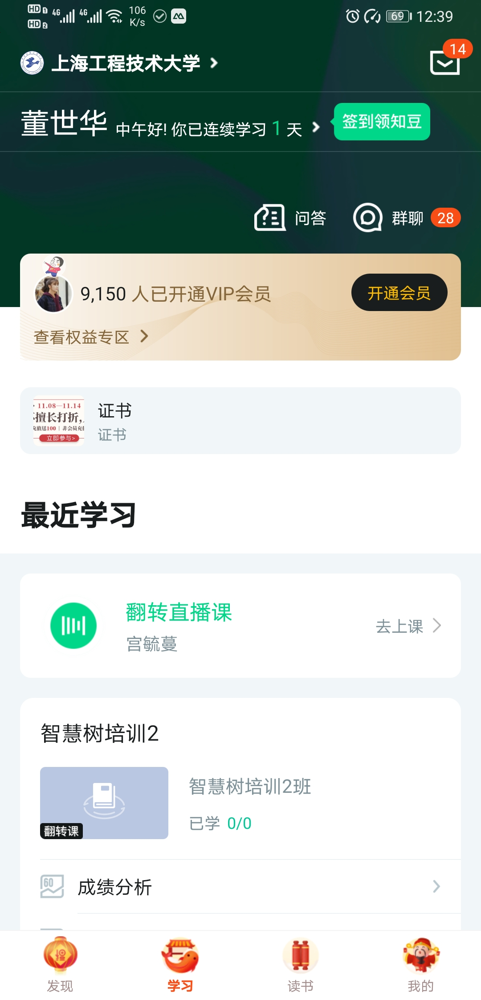 HD 1 4G 4G 106 K/s 69 12:39
HD 2
上海工程技术大学
14
董世华 中午好! 你已连续学习 1 天
签到领知豆
问答
群聊 28
9,150 人已开通VIP会员
开通会员
查看权益专区
11.08—11.14
擅长打折,
充值送100 | 非会员充值
立即参与>
证书
证书
最近学习
翻转直播课
宫毓蔓
去上课
智慧树培训2
智慧树培训2班
已学 0/0
翻转课
60
成绩分析
发现
学习
读书
我的